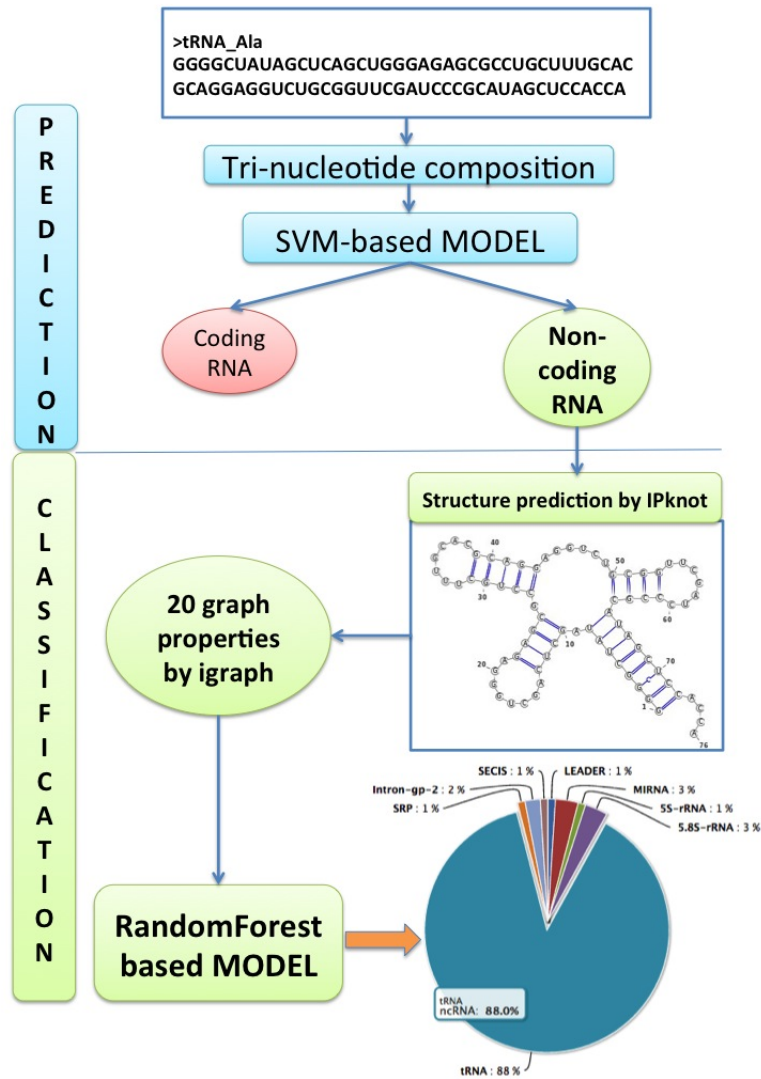 >tRNA_Ala
GGGGCUAUAGCUCAGCUGGGAGAGCGCCUGCUUUGCAC
GCAGGAGGUCUGCGGUUCGAUCCCGCAUAGCUCCACCA
PREDICTION
Tri-nucleotide composition
SVM-based MODEL
Coding
RNA
Non-
coding
RNA
CLASSIFICATION
Structure prediction by IPknot
40
50
30
60
20
10
70
1
76
20 graph
properties
by igraph
SECIS : 1 %
LEADER : 1 %
Intron-gp-2 : 2 %
MIRNA : 3 %
SRP : 1 %
5S-rRNA : 1 %
5.8S-rRNA : 3 %
RandomForest
based MODEL
tRNA
ncRNA: 88.0%
tRNA : 88 %